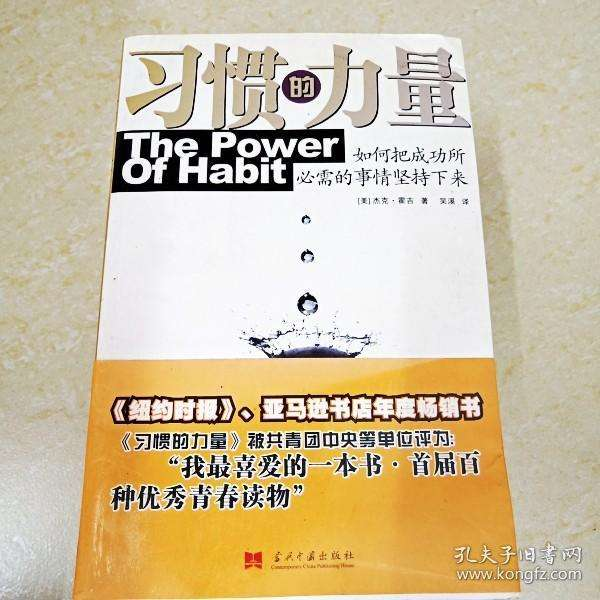 习惯的力量
The Power
Of Habit
如何把成功所
必需的事情坚持下来
[美] 杰克·霍吉 著 吴溪 译
《纽约时报》、亚马逊书店年度畅销书
《习惯的力量》被共青团中央等单位评为:
“我最喜爱的一本书·首届百
种优秀青春读物”
当代中国出版社
Contemporary China Publishing House
孔夫子旧书网
www.kongfz.com